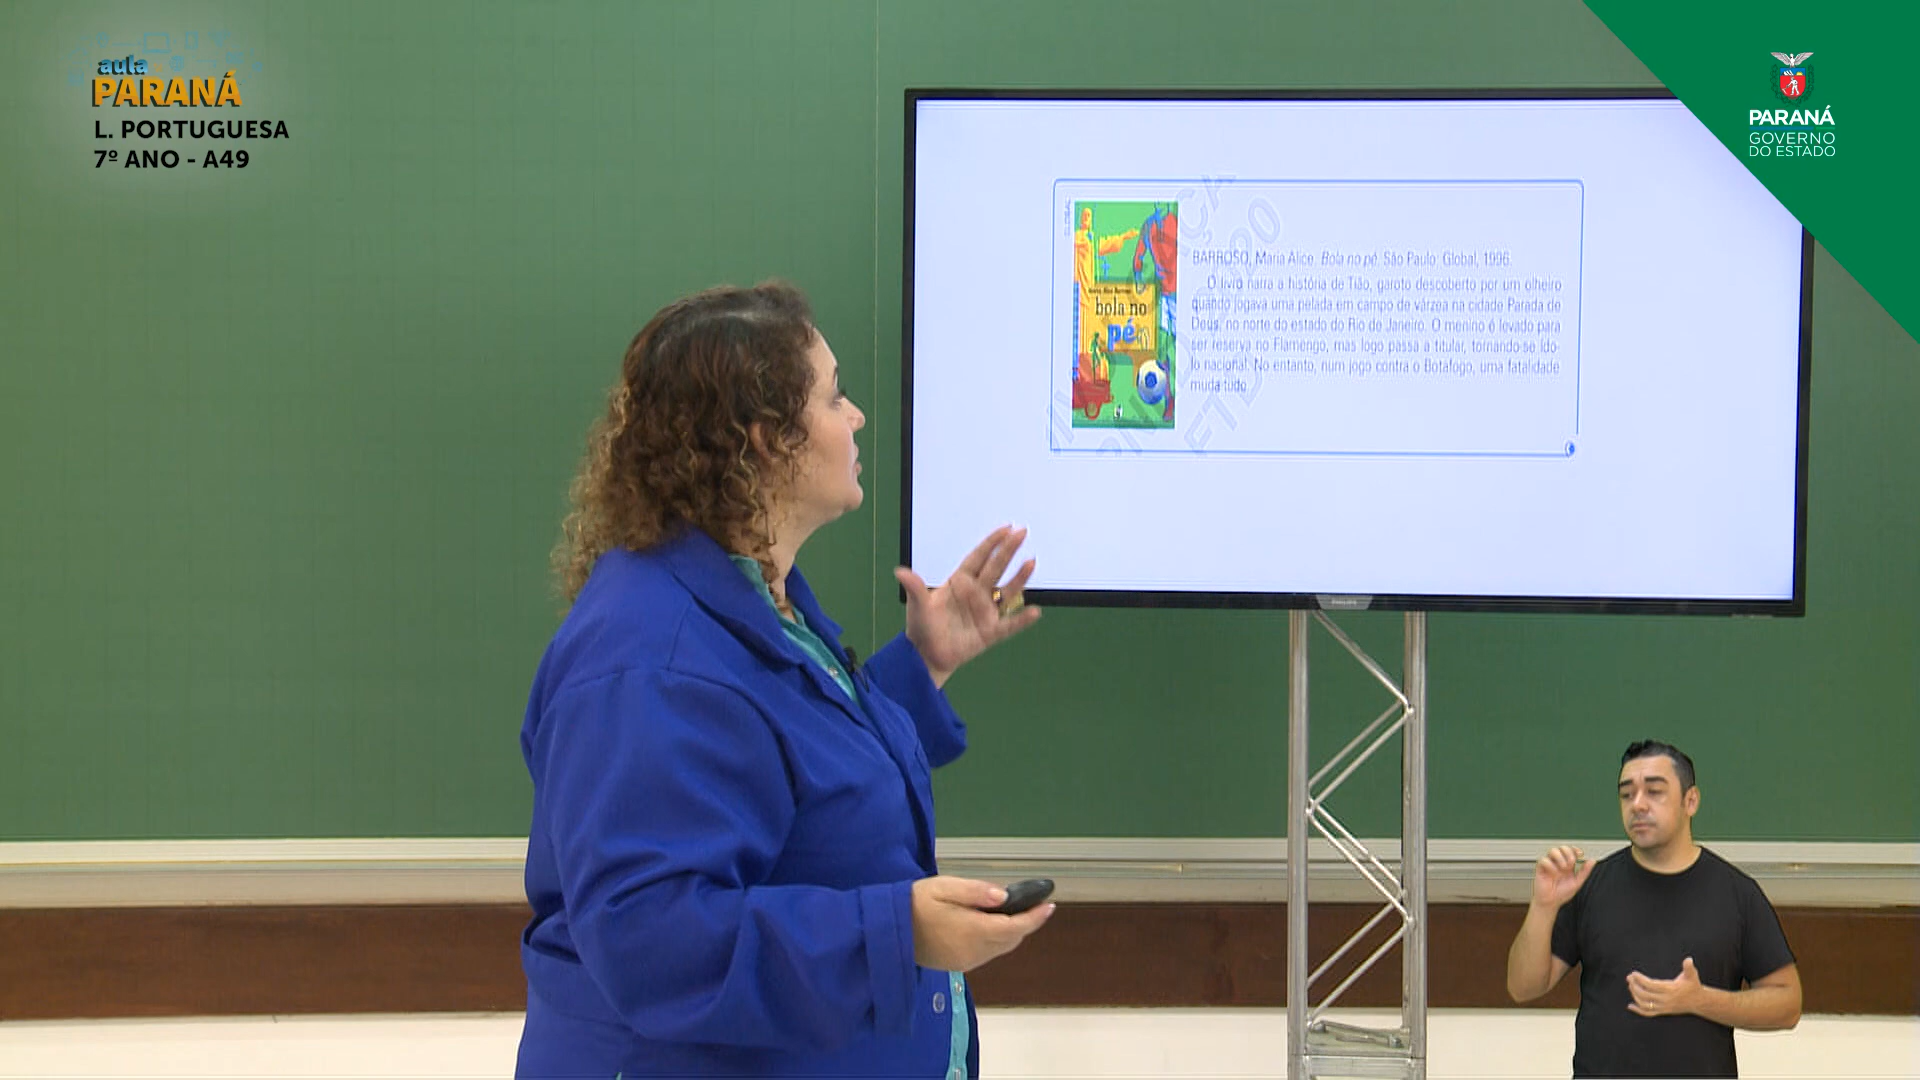 aula
PARANÁ
L. PORTUGUESA
7º ANO - A49
PARANÁ
GOVERNO
DO ESTADO
bola no
pé
BARROSO, Maria Alice. Bola no pé. São Paulo: Global, 1996.
O livro narra a história de Tião, garoto descoberto por um olheiro
quando jogava uma pelada em campo de várzea na cidade Parada de
Deus, no norte do estado do Rio de Janeiro. O menino é levado para
ser reserva no Flamengo, mas logo passa a titular, tornando-se ído-
lo nacional. No entanto, num jogo contra o Botafogo, uma fatalidade
muda tudo.